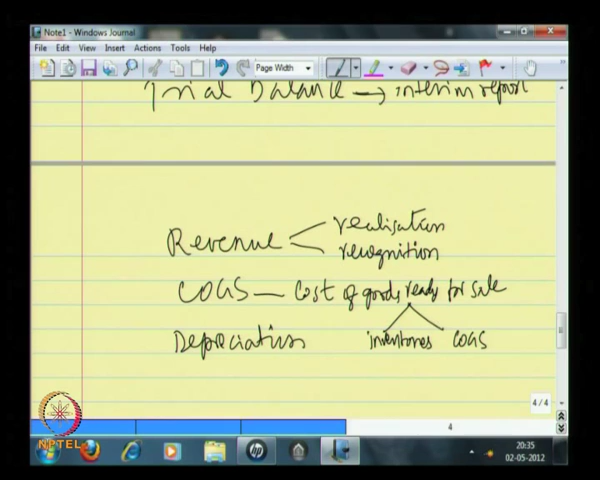 Note1 - Windows Journal
File Edit View Insert Actions Tools Help
Page Width
Trial Balance → interim report
Revenue realisation
recognition
COGS — Cost of goods ready for sale
Depreciation inventories COGS
4/4
4
NPTEL
20:35
02-05-2012